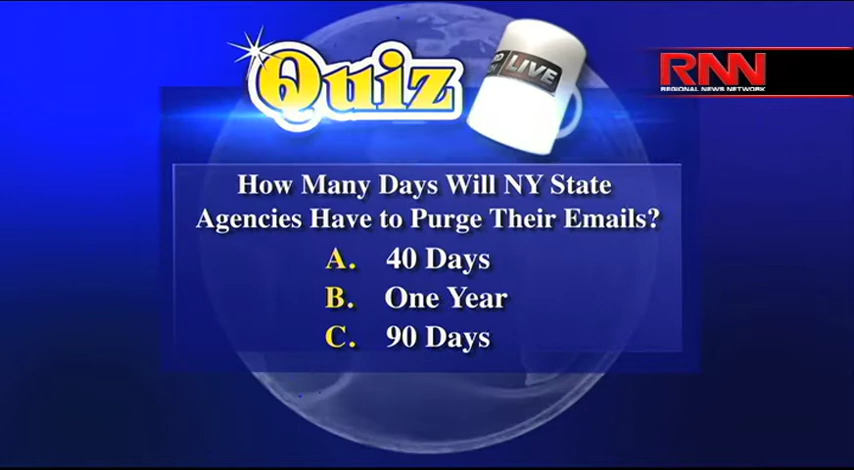 Quiz
LIVE
RNN
REGIONAL NEWS NETWORK
How Many Days Will NY State
Agencies Have to Purge Their Emails?
A. 40 Days
B. One Year
C. 90 Days